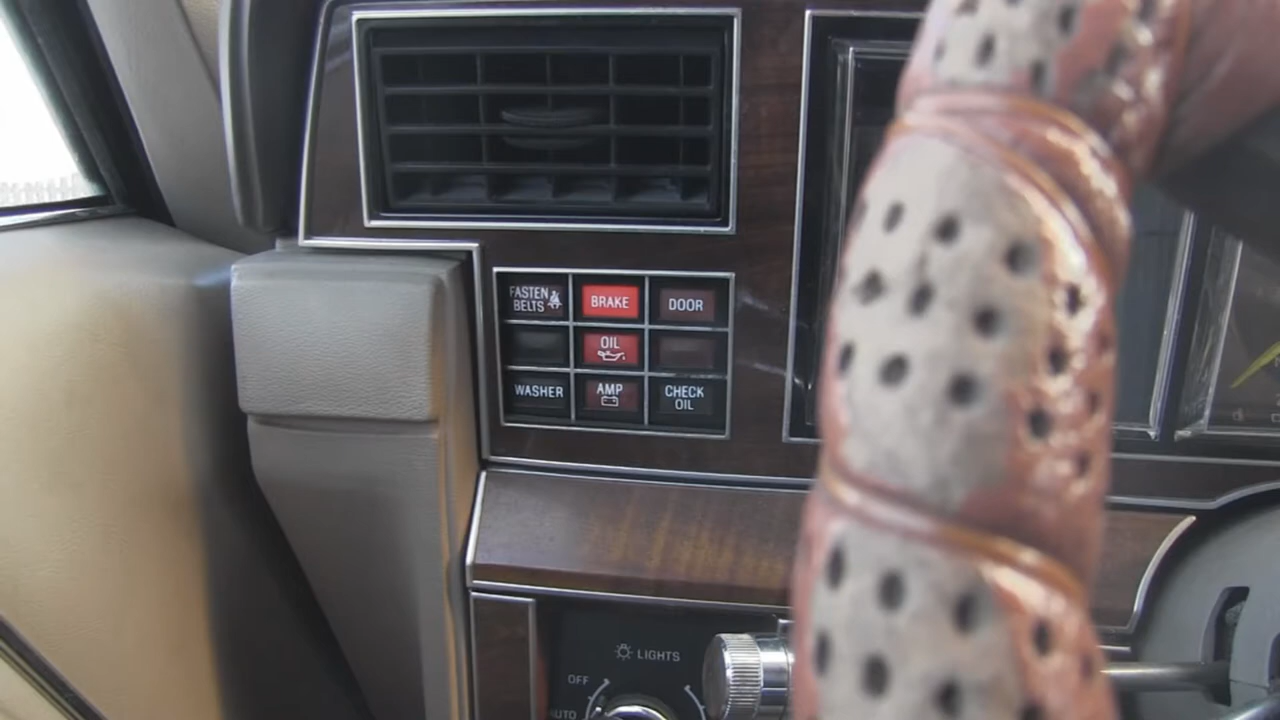 FASTEN
BELTS
BRAKE
DOOR
OIL
WASHER
AMP
CHECK
OIL
LIGHTS
OFF
AUTO